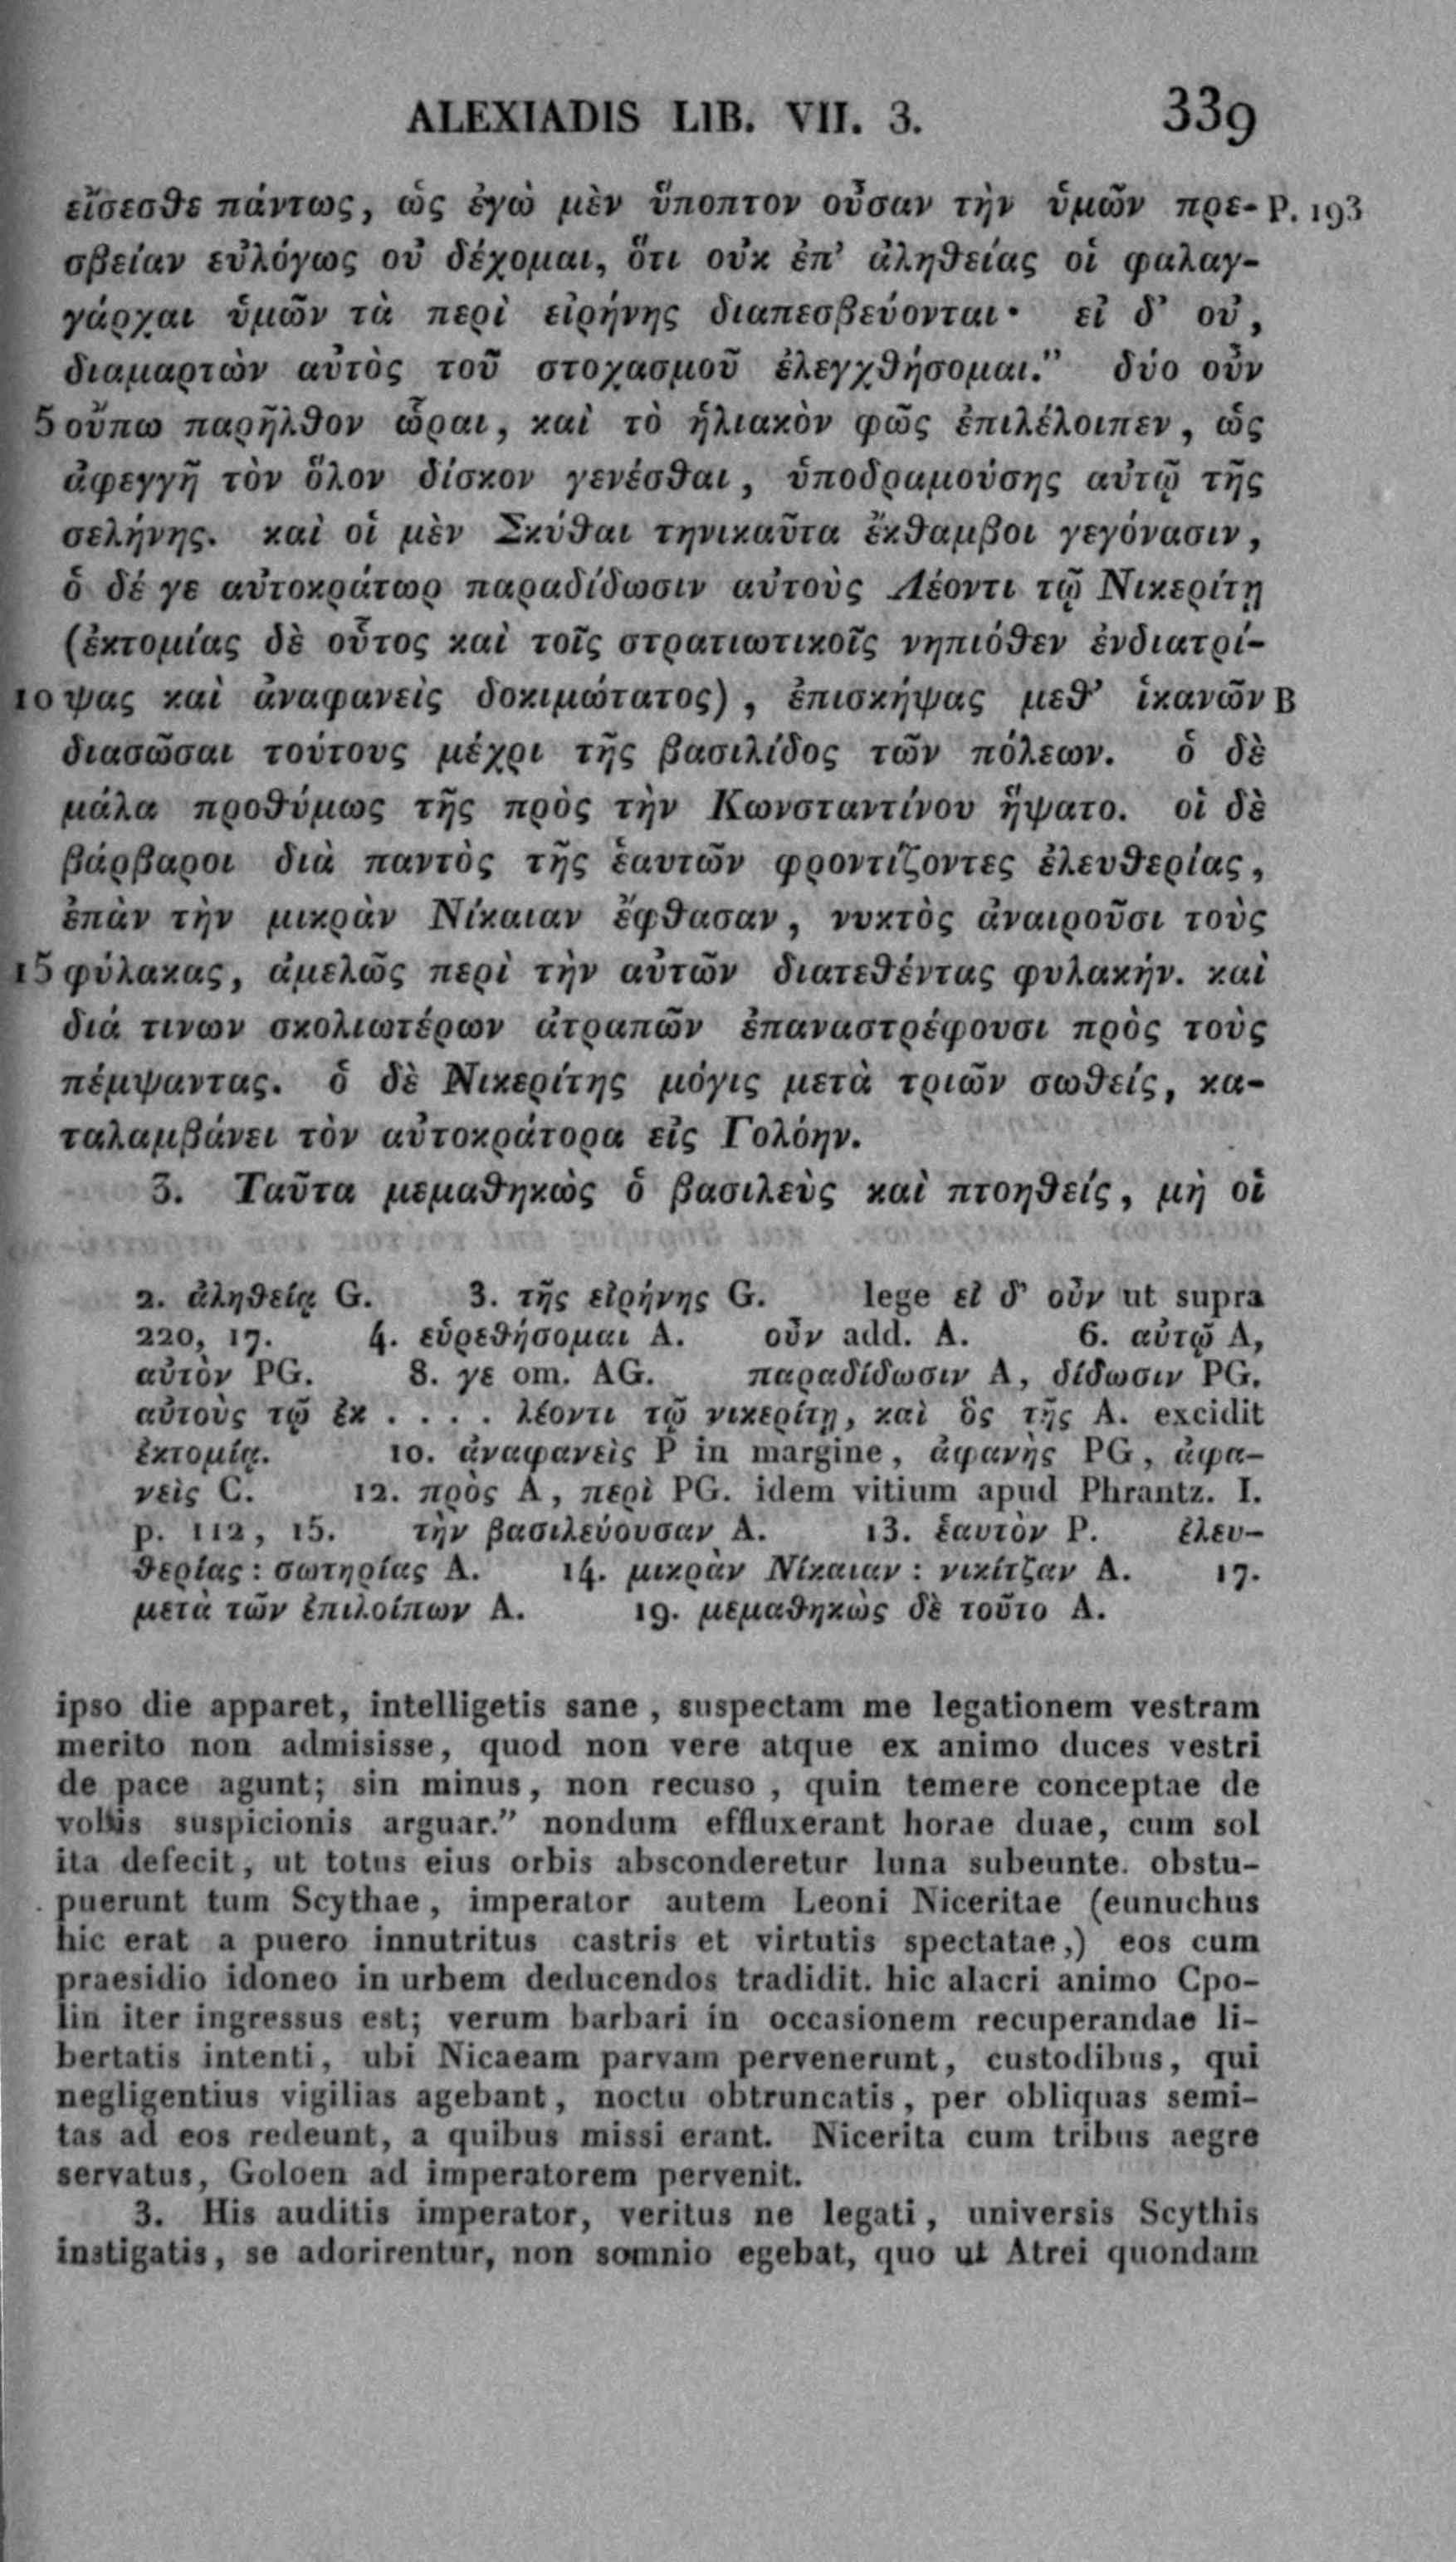 ALEXIADIS LIB. VII. 3. 339
εἴσεσθε πάντως, ὡς ἐγὼ μὲν ὕποπτον οὖσαν τὴν ὑμῶν πρε- P. 193
σβείαν εὐλόγως οὐ δέχομαι, ὅτι οὐκ ἐπ’ ἀληθείας οἱ φαλαγ-
γάρχαι ὑμῶν τὰ περὶ εἰρήνης διαπεσβεύονται· εἰ δ’ οὐ,
διαμαρτὼν αὐτὸς τοῦ στοχασμοῦ ἐλεγχθήσομαι.” δύο οὖν
5 οὔπω παρῆλθον ὧραι, καὶ τὸ ἡλιακὸν φῶς ἐπιλέλοιπεν, ὡς
ἀφεγγῆ τὸν ὅλον δίσκον γενέσθαι, ὑποδραμούσης αὐτῷ τῆς
σελήνης. καὶ οἱ μὲν Σκύθαι τηνικαῦτα ἔκθαμβοι γεγόνασιν,
ὁ δέ γε αὐτοκράτωρ παραδίδωσιν αὐτοὺς Λέοντι τῷ Νικερίτῃ
(ἐκτομίας δὲ οὗτος καὶ τοῖς στρατιωτικοῖς νηπιόθεν ἐνδιατρί-
10 ψας καὶ ἀναφανεὶς δοκιμώτατος), ἐπισκήψας μεθ’ ἱκανῶν B
διασῶσαι τούτους μέχρι τῆς βασιλίδος τῶν πόλεων. ὁ δὲ
μάλα προθύμως τῆς πρὸς τὴν Κωνσταντίνου ἥψατο. οἱ δὲ
βάρβαροι διὰ παντὸς τῆς ἑαυτῶν φροντίζοντες ἐλευθερίας,
ἐπὰν τὴν μικρὰν Νίκαιαν ἔφθασαν, νυκτὸς ἀναιροῦσι τοὺς
15 φύλακας, ἀμελῶς περὶ τὴν αὐτῶν διατεθέντας φυλακήν. καὶ
διά τινων σκολιωτέρων ἀτραπῶν ἐπαναστρέφουσι πρὸς τοὺς
πέμψαντας. ὁ δὲ Νικερίτης μόγις μετὰ τριῶν σωθείς, κα-
ταλαμβάνει τὸν αὐτοκράτορα εἰς Γολόην.
3. Ταῦτα μεμαθηκὼς ὁ βασιλεὺς καὶ πτοηθείς, μὴ οἱ
2. ἀληθείᾳ G. 3. τῆς εἰρήνης G. lege εἰ δ’ οὖν ut supra
220, 17. 4. εὑρεθήσομαι A. οὖν add. A. 6. αὐτῷ A,
αὐτὸν PG. 8. γε om. AG. παραδίδωσιν A, δίδωσιν PG.
αὐτοὺς τῷ ἐκ . . . . λέοντι τῷ νικερίτῃ, καὶ ὃς τῆς A. excidit
ἐκτομίᾳ. 10. ἀναφανεὶς P in margine, ἀφανὴς PG, ἀφα-
νεὶς C. 12. πρὸς A, περὶ PG. idem vitium apud Phrantz. I.
p. 112, 15. τὴν βασιλεύουσαν A. 13. ἑαυτὸν P. ἐλευ-
θερίας: σωτηρίας A. 14. μικρὰν Νίκαιαν: νικίτζαν A. 17.
μετὰ τῶν ἐπιλοίπων A. 19. μεμαθηκὼς δὲ τοῦτο A.
ipso die apparet, intelligetis sane, suspectam me legationem vestram
merito non admisisse, quod non vere atque ex animo duces vestri
de pace agunt; sin minus, non recuso, quin temere conceptae de
vobis suspicionis arguar.” nondum effluxerant horae duae, cum sol
ita defecit, ut totus eius orbis absconderetur luna subeunte. obstu-
puerunt tum Scythae, imperator autem Leoni Niceritae (eunuchus
hic erat a puero innutritus castris et virtutis spectatae,) eos cum
praesidio idoneo in urbem deducendos tradidit. hic alacri animo Cpo-
lin iter ingressus est; verum barbari in occasionem recuperandae li-
bertatis intenti, ubi Nicaeam parvam pervenerunt, custodibus, qui
negligentius vigilias agebant, noctu obtruncatis, per obliquas semi-
tas ad eos redeunt, a quibus missi erant. Nicerita cum tribus aegre
servatus, Goloen ad imperatorem pervenit.
3. His auditis imperator, veritus ne legati, universis Scythis
instigatis, se adorirentur, non somnio egebat, quo ut Atrei quondam